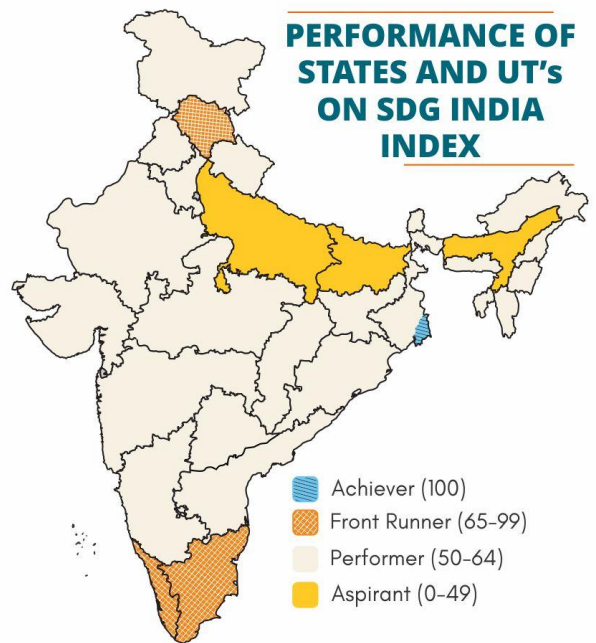 PERFORMANCE OF
STATES AND UT's
ON SDG INDIA
INDEX
Achiever (100)
Front Runner (65-99)
Performer (50-64)
Aspirant (0-49)